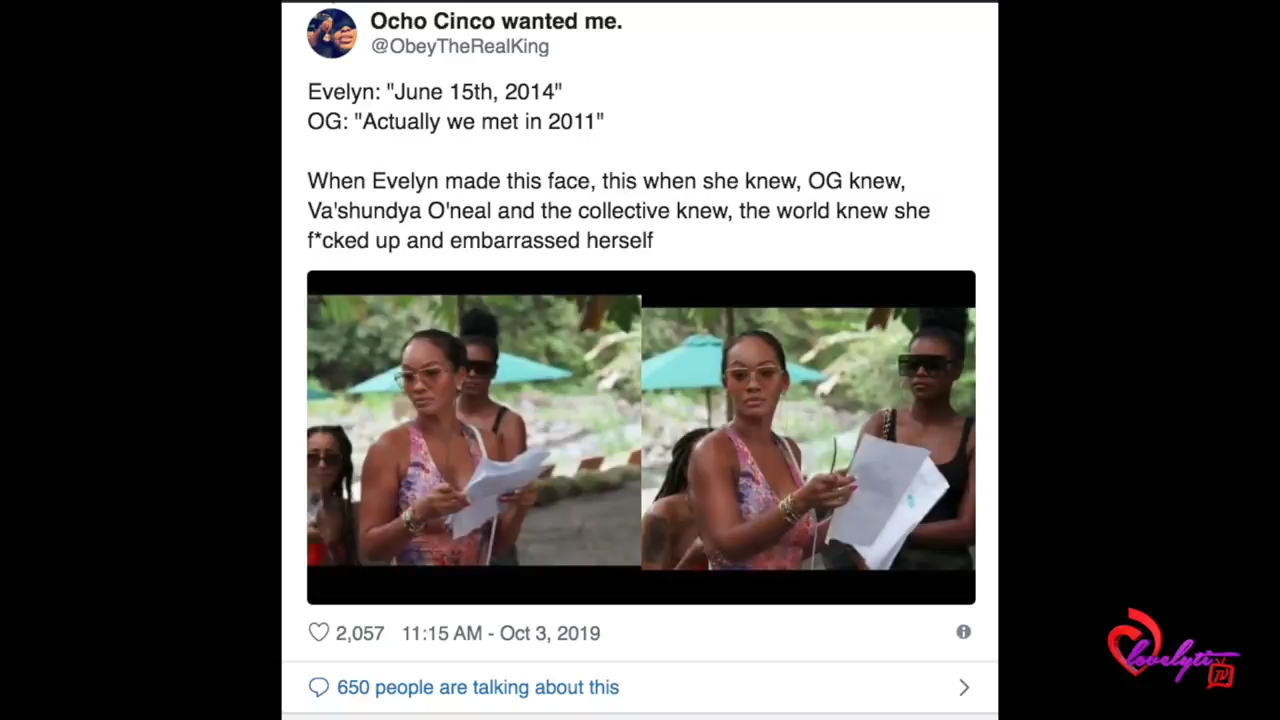 Ocho Cinco wanted me.
@ObeyTheRealKing
Evelyn: "June 15th, 2014"
OG: "Actually we met in 2011"
When Evelyn made this face, this when she knew, OG knew,
Va'shundya O'neal and the collective knew, the world knew she
f*cked up and embarrassed herself
2,057 11:15 AM - Oct 3, 2019
650 people are talking about this
lovelyti
TV